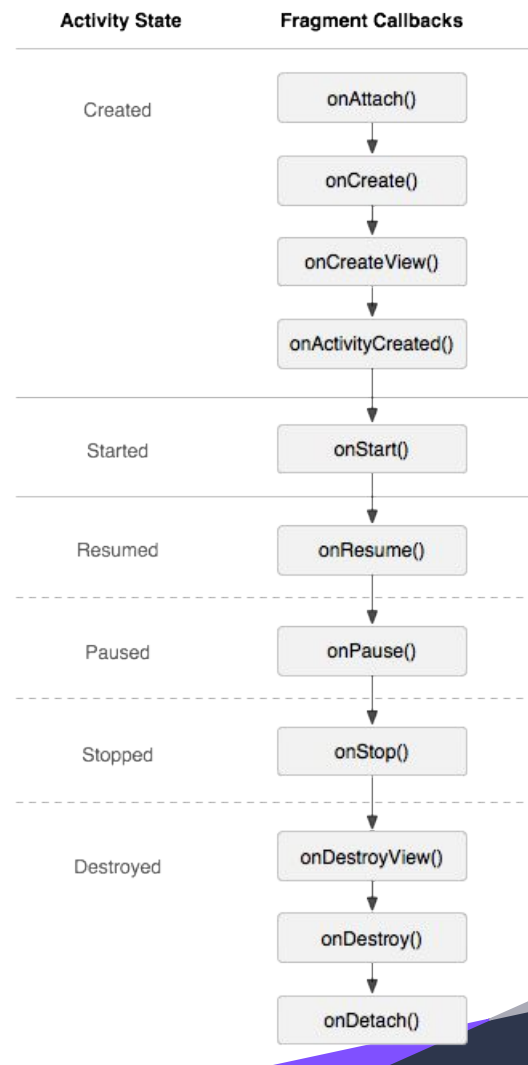 Activity State Fragment Callbacks
Created
onAttach()
onCreate()
onCreateView()
onActivityCreated()
Started onStart()
Resumed onResume()
Paused onPause()
Stopped onStop()
Destroyed
onDestroyView()
onDestroy()
onDetach()